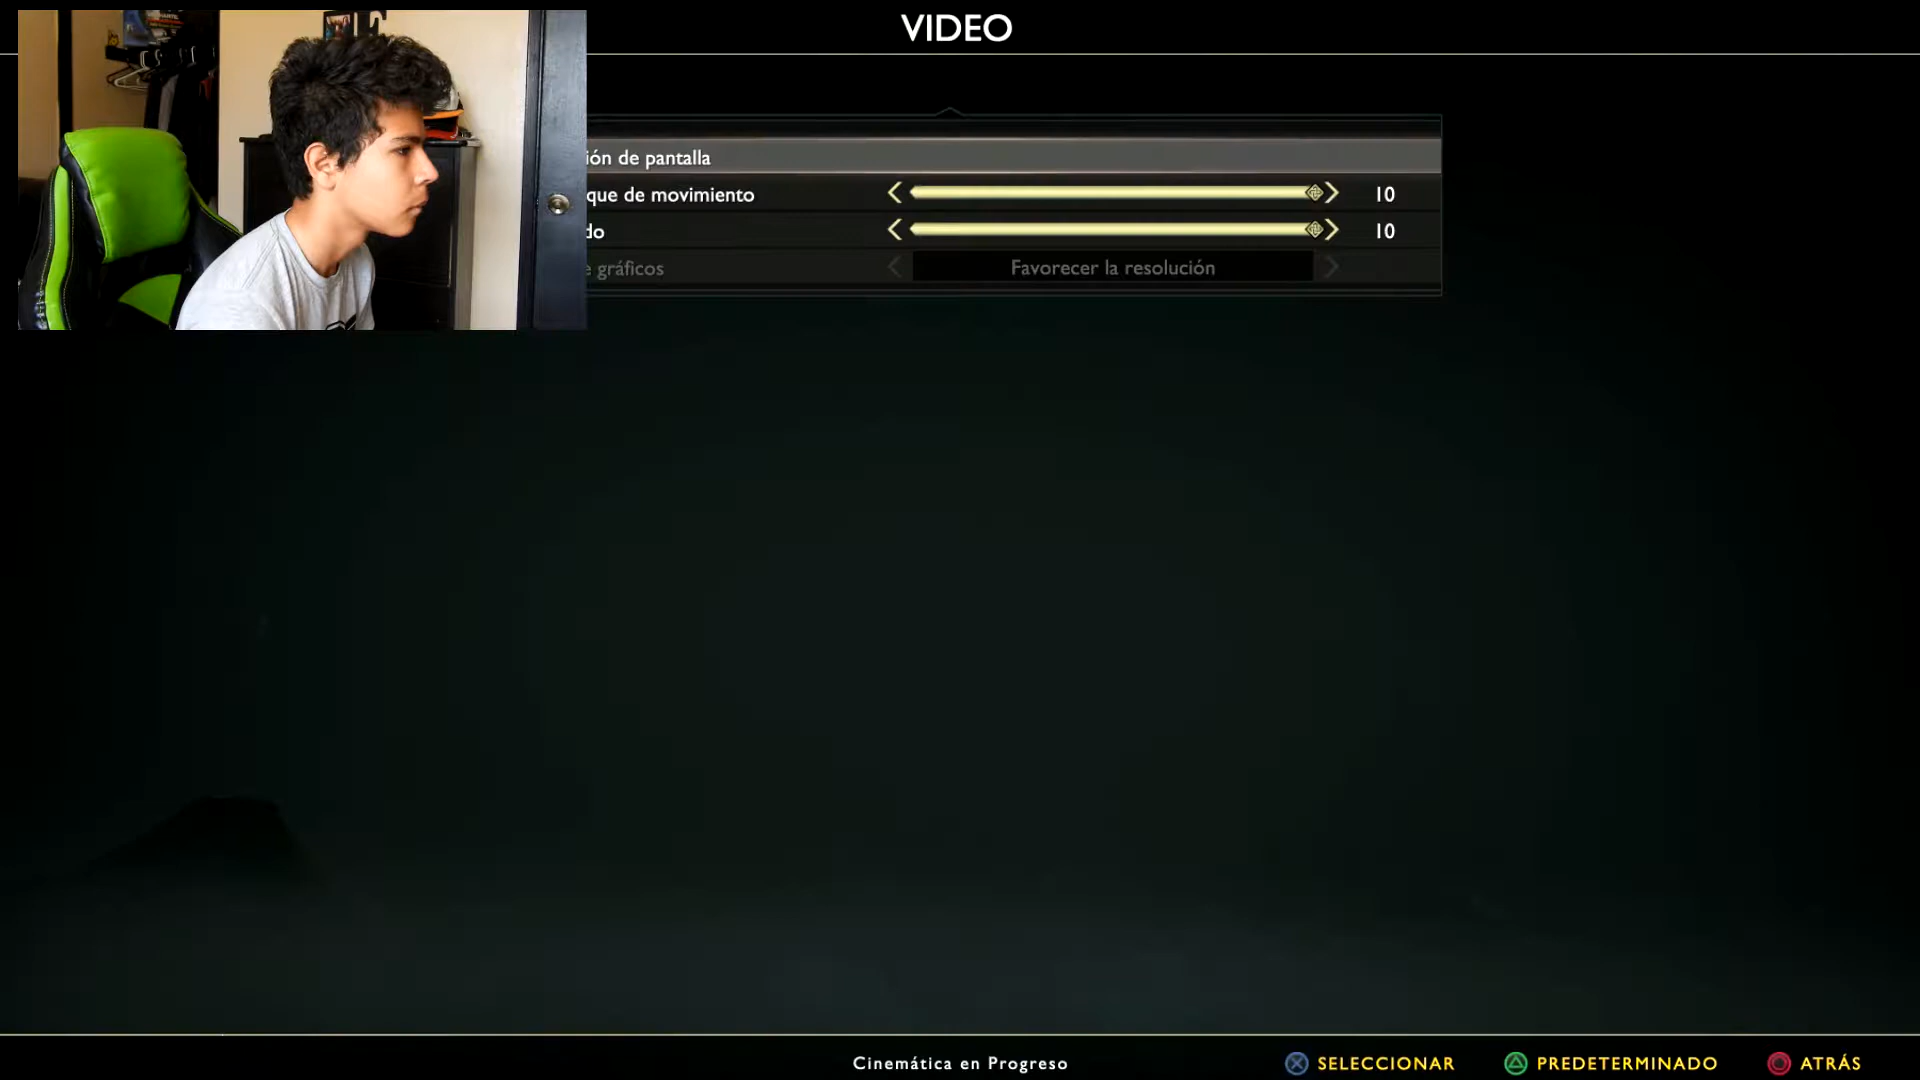 VIDEO
ión de pantalla
que de movimiento 10
do 10
e gráficos Favorecer la resolución
Cinemática en Progreso SELECCIONAR PREDETERMINADO ATRÁS